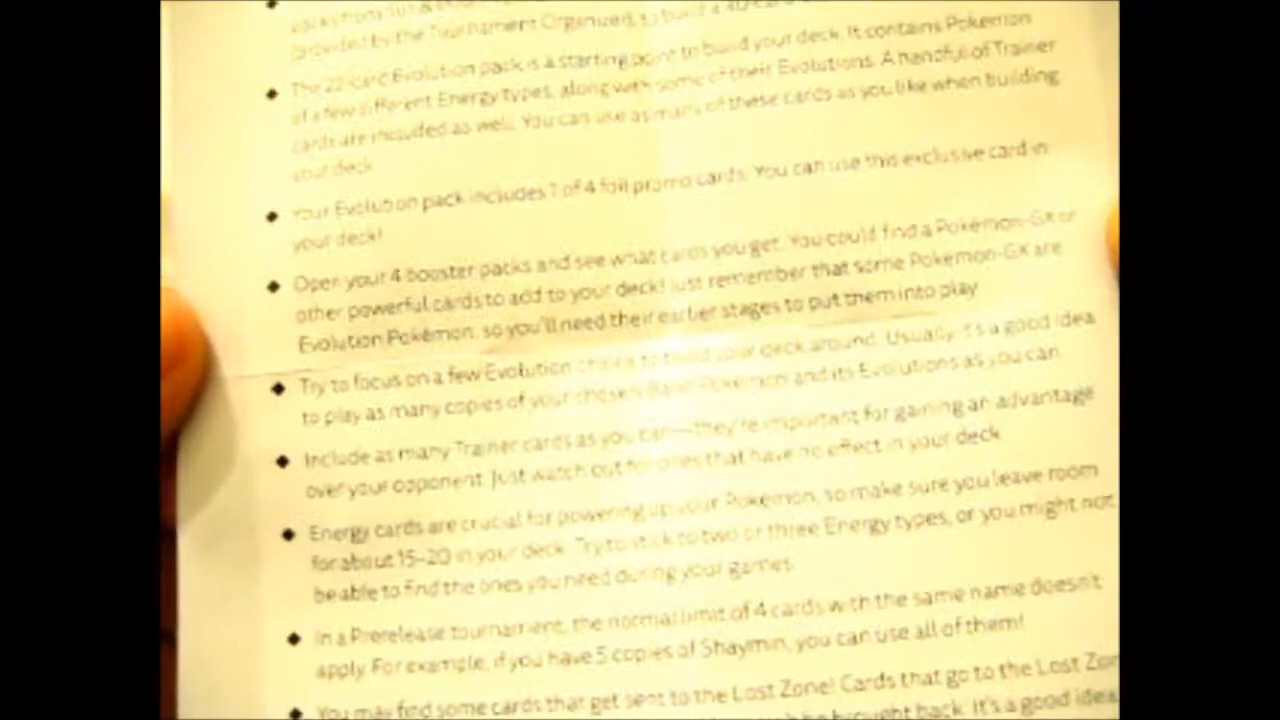 packs from Sun & Moon
(provided by the Tournament Organizer), to build a 40-card
The 22-card Evolution pack is a starting point to build your deck. It contains Pokémon
of a few different Energy types, along with some of their Evolutions. A handful of Trainer
cards are included as well. You can use as many of these cards as you like when building
your deck.
Your Evolution pack includes 1 of 4 foil promo cards. You can use this exclusive card in
your deck!
Open your 4 booster packs and see what cards you get. You could find a Pokémon-GX or
other powerful cards to add to your deck! Just remember that some Pokémon-GX are
Evolution Pokémon, so you'll need their earlier stages to put them into play.
Try to focus on a few Evolution to build your deck around. Usually, it's a good idea
to play as many copies of your chosen Basic Pokémon and its Evolutions as you can.
Include as many Trainer cards as you can—they're important for gaining an advantage
over your opponent. Just watch out for ones that have no effect in your deck.
Energy cards are crucial for powering up your Pokémon, so make sure you leave room
for about 15–20 in your deck. Try to stick to two or three Energy types, or you might not
be able to find the ones you need during your games.
In a Prerelease tournament, the normal limit of 4 cards with the same name doesn't
apply. For example, if you have 5 copies of Shaymin, you can use all of them!
You may find some cards that get sent to the Lost Zone! Cards that go to the Lost Zon
be brought back. It's a good idea